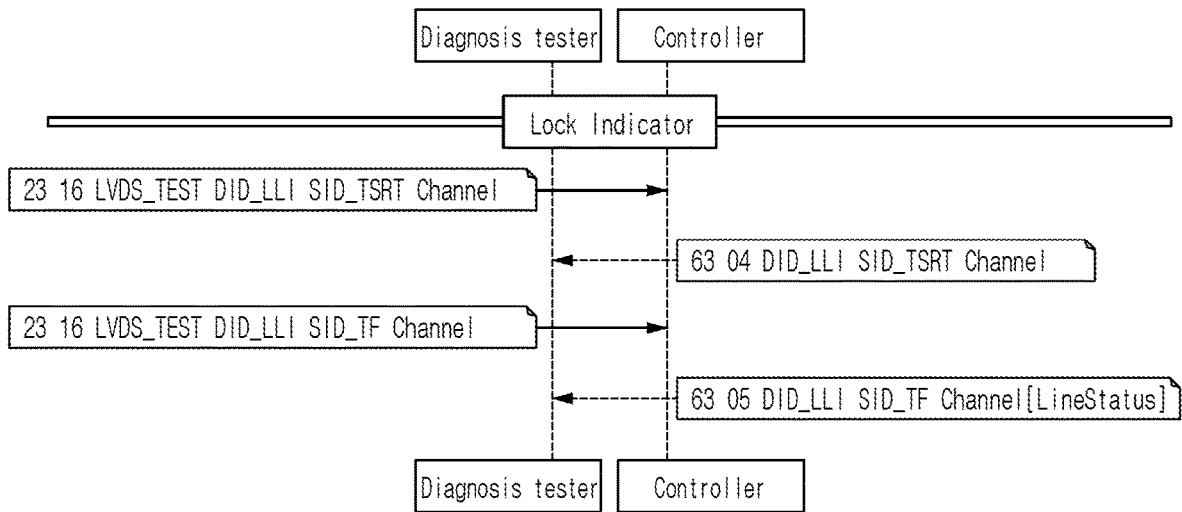 Diagnosis tester
Controller
Lock Indicator
23 16 LVDS_TEST DID_LLI SID_TSRT Channel
63 04 DID_LLI SID_TSRT Channel
23 16 LVDS_TEST DID_LLI SID_TF Channel
63 05 DID_LLI SID_TF Channel[LineStatus]
Diagnosis tester
Controller